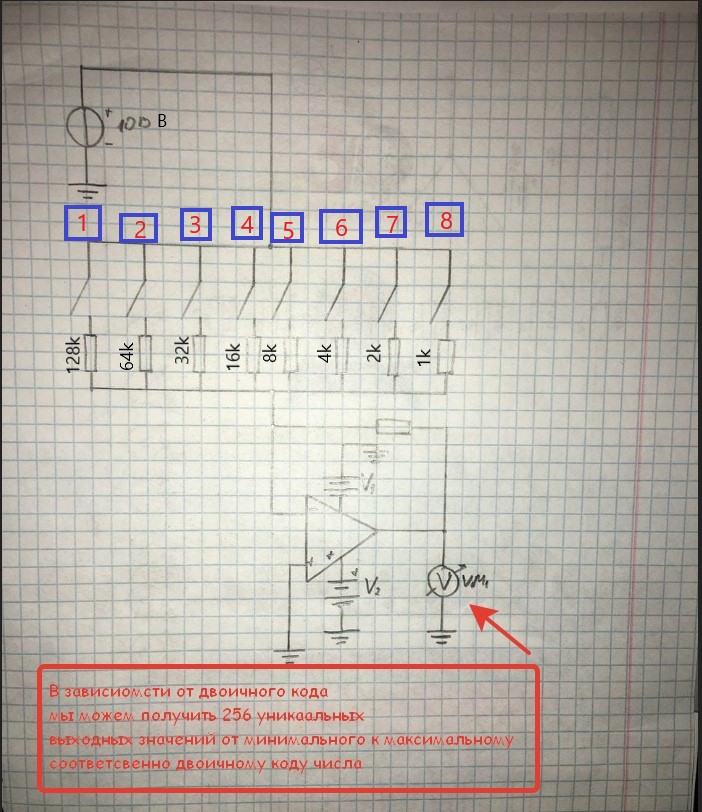 +
100 В
-
1 2 3 4 5 6 7 8
128k 64k 32k 16k 8k 4k 2k 1k
V₁
-
+
V₂
V VM₁
В зависиомсти от двоичного кода
мы можем получить 256 уникаальных
выходных значений от минимального к максимальному
соответсвенно двоичному коду числа